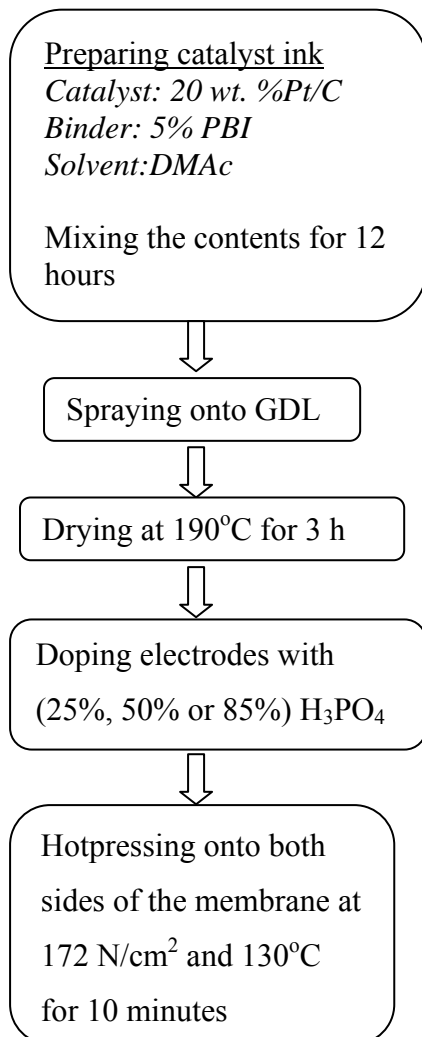 Preparing catalyst ink
Catalyst: 20 wt. %Pt/C
Binder: 5% PBI
Solvent:DMAc
Mixing the contents for 12
hours
Spraying onto GDL
Drying at 190°C for 3 h
Doping electrodes with
(25%, 50% or 85%) H₃PO₄
Hotpressing onto both
sides of the membrane at
172 N/cm² and 130°C
for 10 minutes